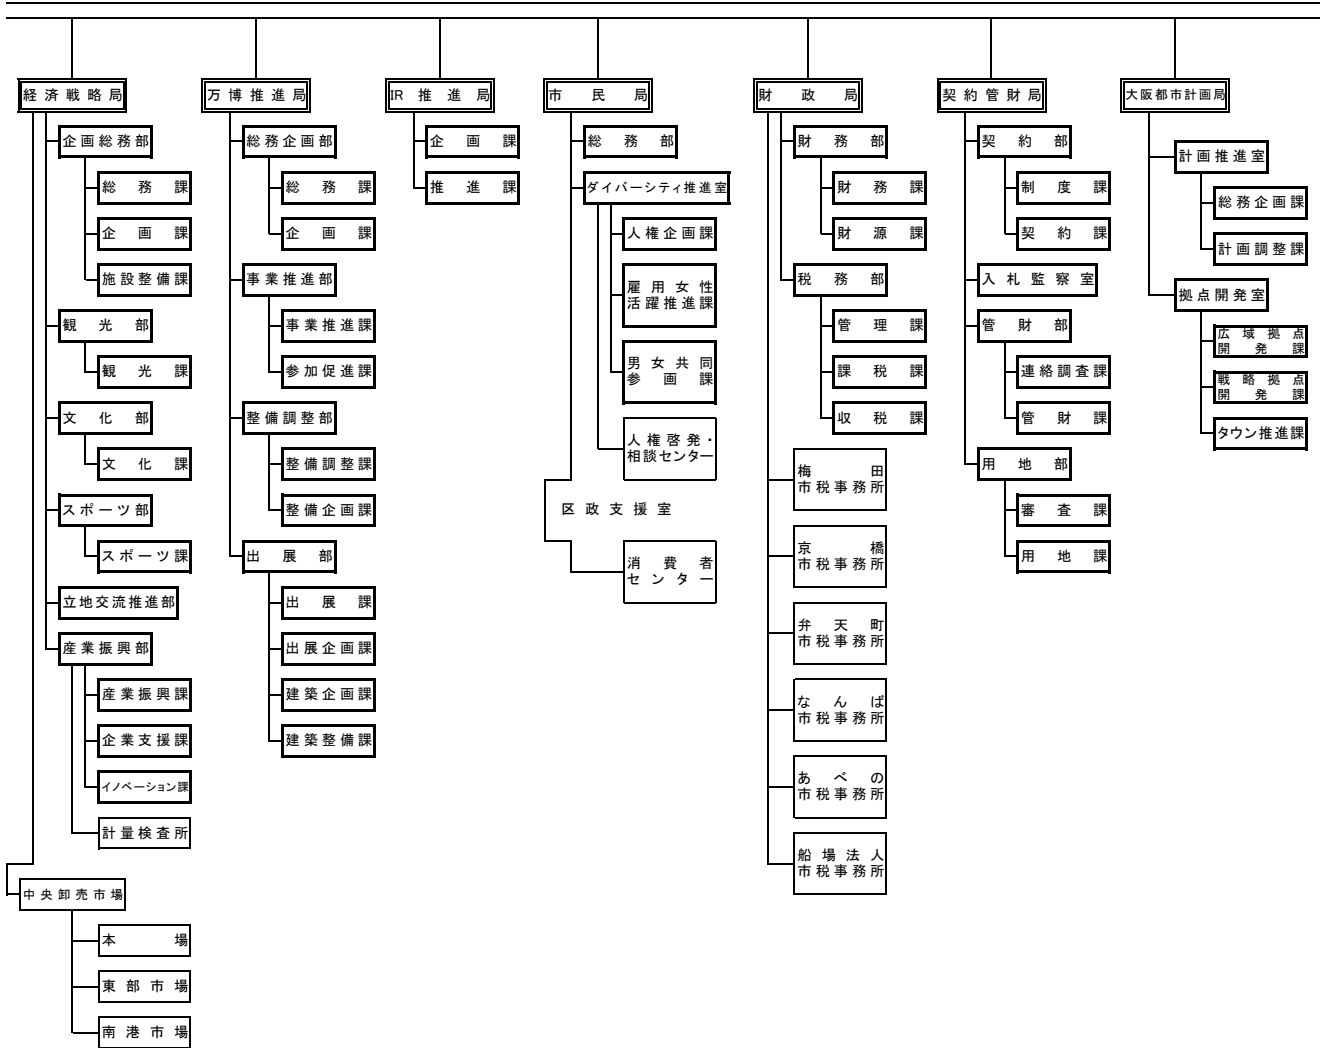 経済戦略局
企画総務部
総務課
企画課
施設整備課
観光部
観光課
文化部
文化課
スポーツ部
スポーツ課
立地交流推進部
産業振興部
産業振興課
企業支援課
イノベーション課
計量検査所
中央卸売市場
本場
東部市場
南港市場
万博推進局
総務企画部
総務課
企画課
事業推進部
事業推進課
参加促進課
整備調整部
整備調整課
整備企画課
出展部
出展課
出展企画課
建築企画課
建築整備課
IR推進局
企画課
推進課
市民局
総務部
ダイバーシティ推進室
人権企画課
雇用女性
活躍推進課
男女共同
参画課
人権啓発・
相談センター
区政支援室
消費者
センター
財政局
財務部
財務課
財源課
税務部
管理課
課税課
収税課
梅田
市税事務所
京橋
市税事務所
弁天町
市税事務所
なんば
市税事務所
あべの
市税事務所
船場法人
市税事務所
契約管財局
契約部
制度課
契約課
入札監察室
管財部
連絡調査課
管財課
用地部
審査課
用地課
大阪都市計画局
計画推進室
総務企画課
計画調整課
拠点開発室
広域拠点
開発課
戦略拠点
開発課
タウン推進課